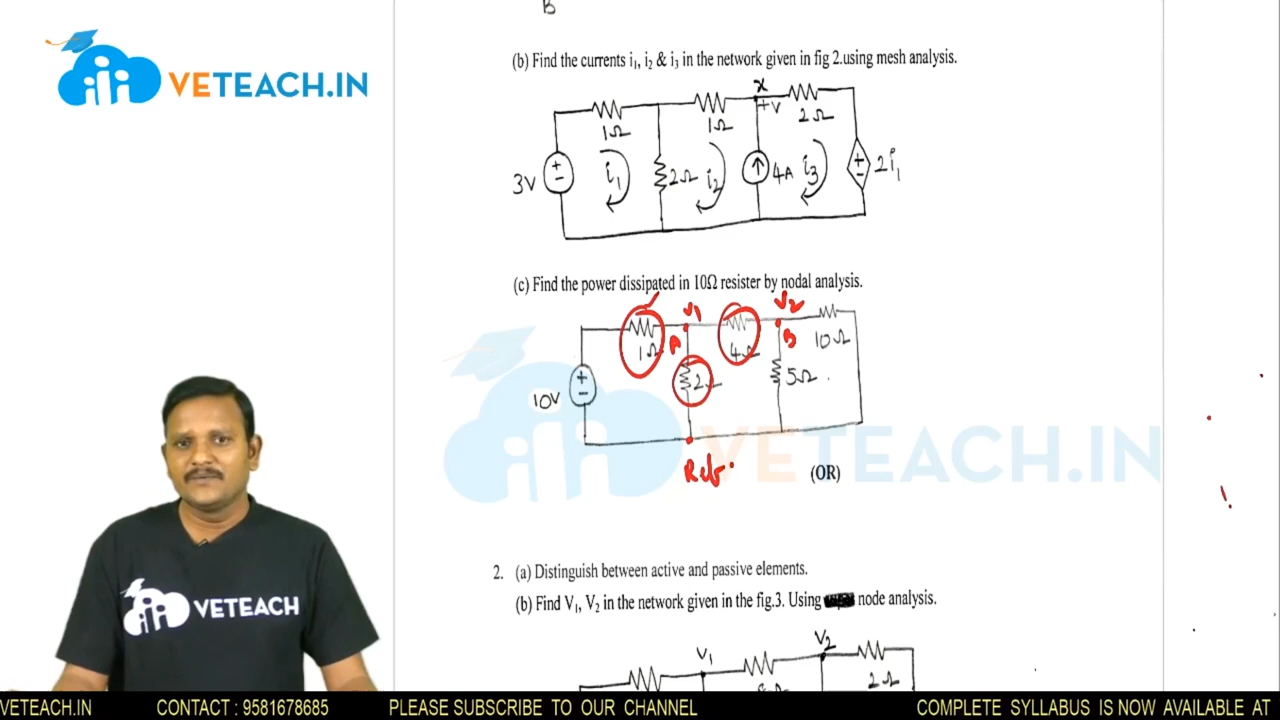 B
VETEACH.IN
(b) Find the currents i₁, i₂ & i₃ in the network given in fig 2.using mesh analysis.
x
+V
1Ω
1Ω
2Ω
3V
i₁
2Ω
i₂
4A
i₃
2i₁
(c) Find the power dissipated in 10Ω resister by nodal analysis.
V₁
V₂
A
B
1Ω
4Ω
10Ω
2Ω
5Ω
10V
VETEACH.IN
Ref.
(OR)
2. (a) Distinguish between active and passive elements.
(b) Find V₁, V₂ in the network given in the fig.3. Using node analysis.
VETEACH
V₁
V₂
2Ω
VETEACH.IN CONTACT : 9581678685 PLEASE SUBSCRIBE TO OUR CHANNEL COMPLETE SYLLABUS IS NOW AVAILABLE AT